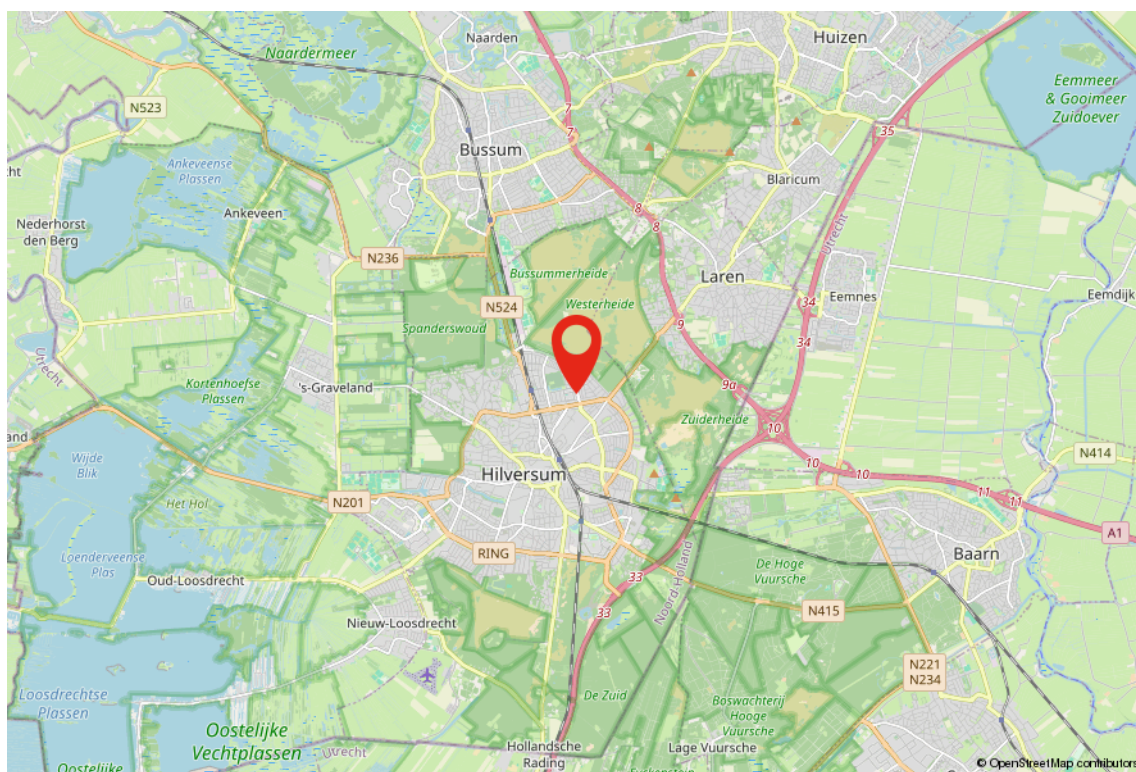 Naardermeer
Naarden
Huizen
N523
7
7
35
Eemmeer
& Gooimeer
Zuidoever
Bussum
Ankeveense
Plassen
Blaricum
Nederhorst
den Berg
Ankeveen
8
8
Utrecht
N236
Bussummerheide
Laren
Eemnes
Eemdijk
N524
Westerheide
34
Spanderswoud
9
34
Utrecht
Kortenhoefse
Plassen
's-Graveland
9a
Zuiderheide
10
Wijde
Blik
Hilversum
10
10
N414
Het Hol
N201
11
11
A1
Loenderveense
Plas
RING
Baarn
Oud-Loosdrecht
33
De Hoge
Vuursche
Noord-Holland
33
N415
Nieuw-Loosdrecht
N221
N234
Loosdrechtse
Plassen
De Zuid
Boswachterij
Hooge
Vuursche
Oostelijke
Vechtplassen
Hollandsche
Rading
Lage Vuursche
© OpenStreetMap contributors